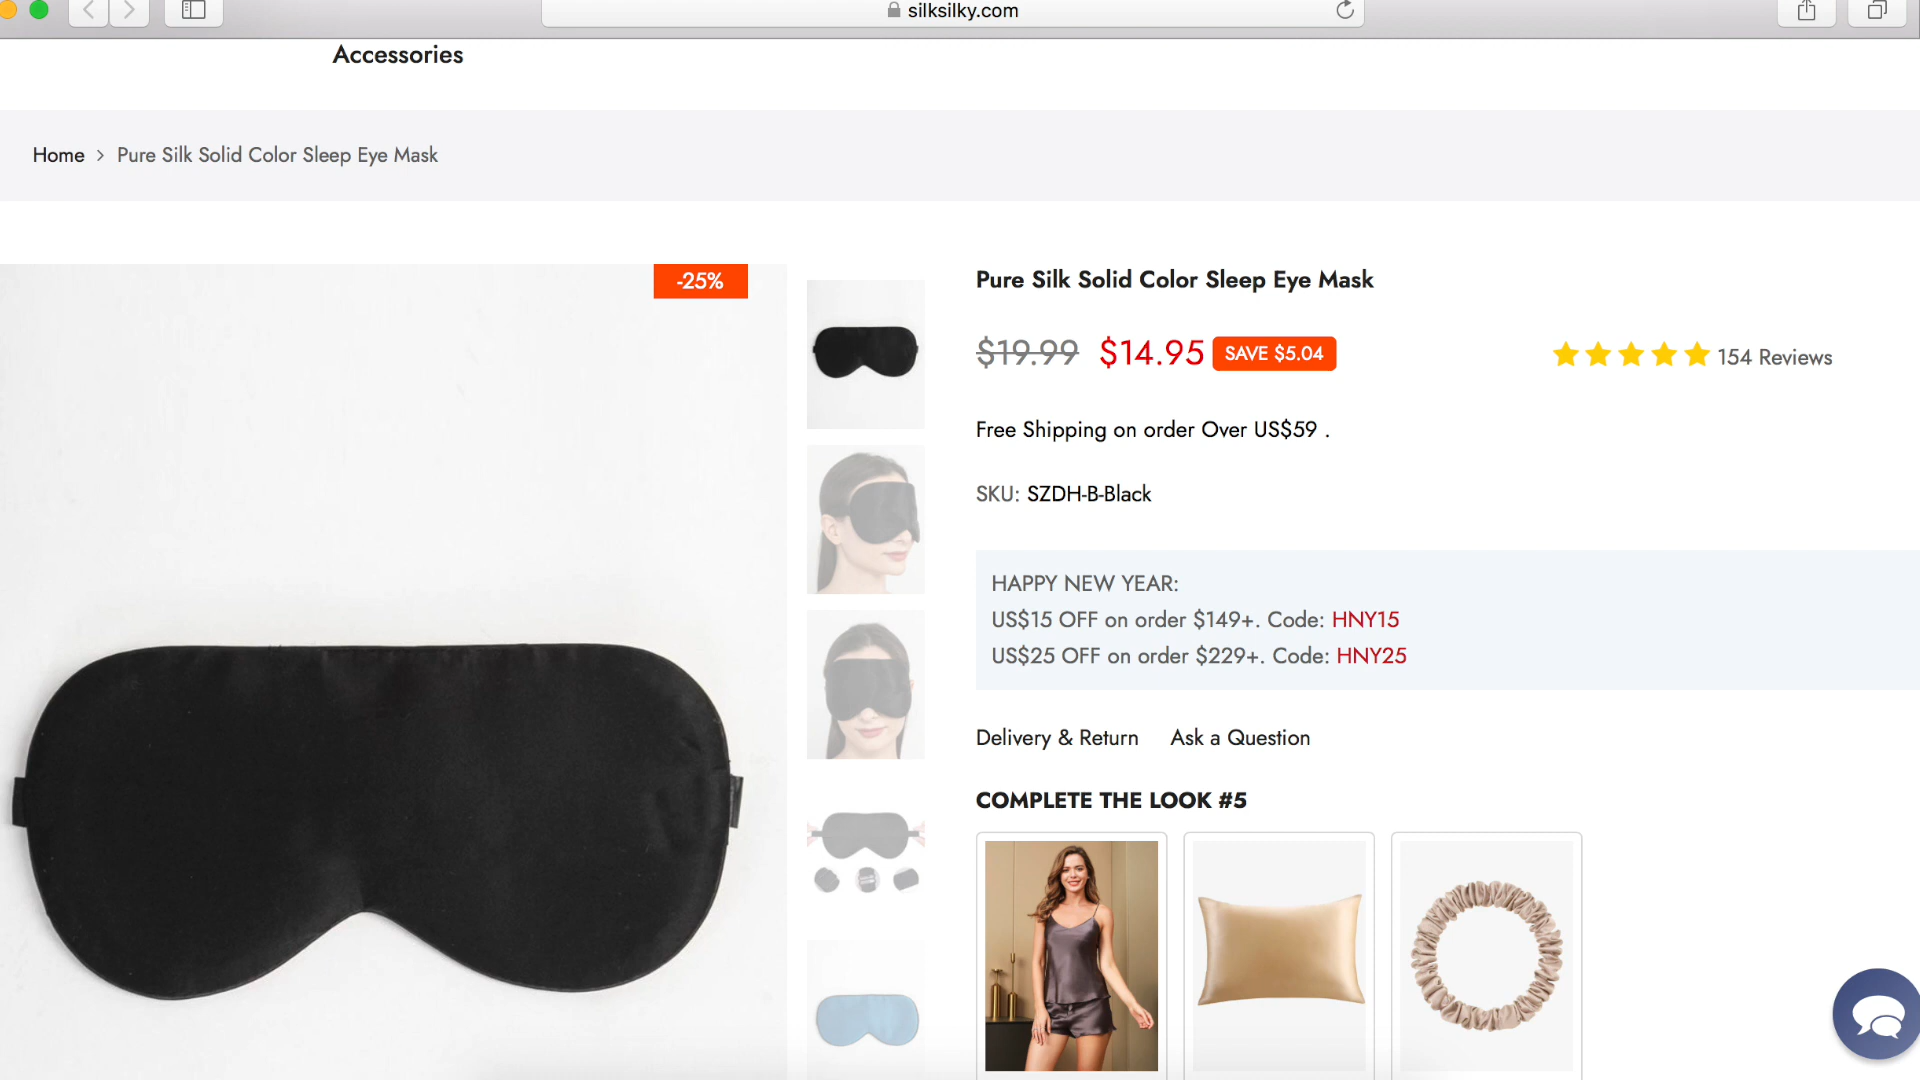 silksilky.com
Accessories
Home > Pure Silk Solid Color Sleep Eye Mask
-25%
Pure Silk Solid Color Sleep Eye Mask
$19.99 $14.95 SAVE $5.04
154 Reviews
Free Shipping on order Over US$59 .
SKU: SZDH-B-Black
HAPPY NEW YEAR:
US$15 OFF on order $149+. Code: HNY15
US$25 OFF on order $229+. Code: HNY25
Delivery & Return Ask a Question
COMPLETE THE LOOK #5